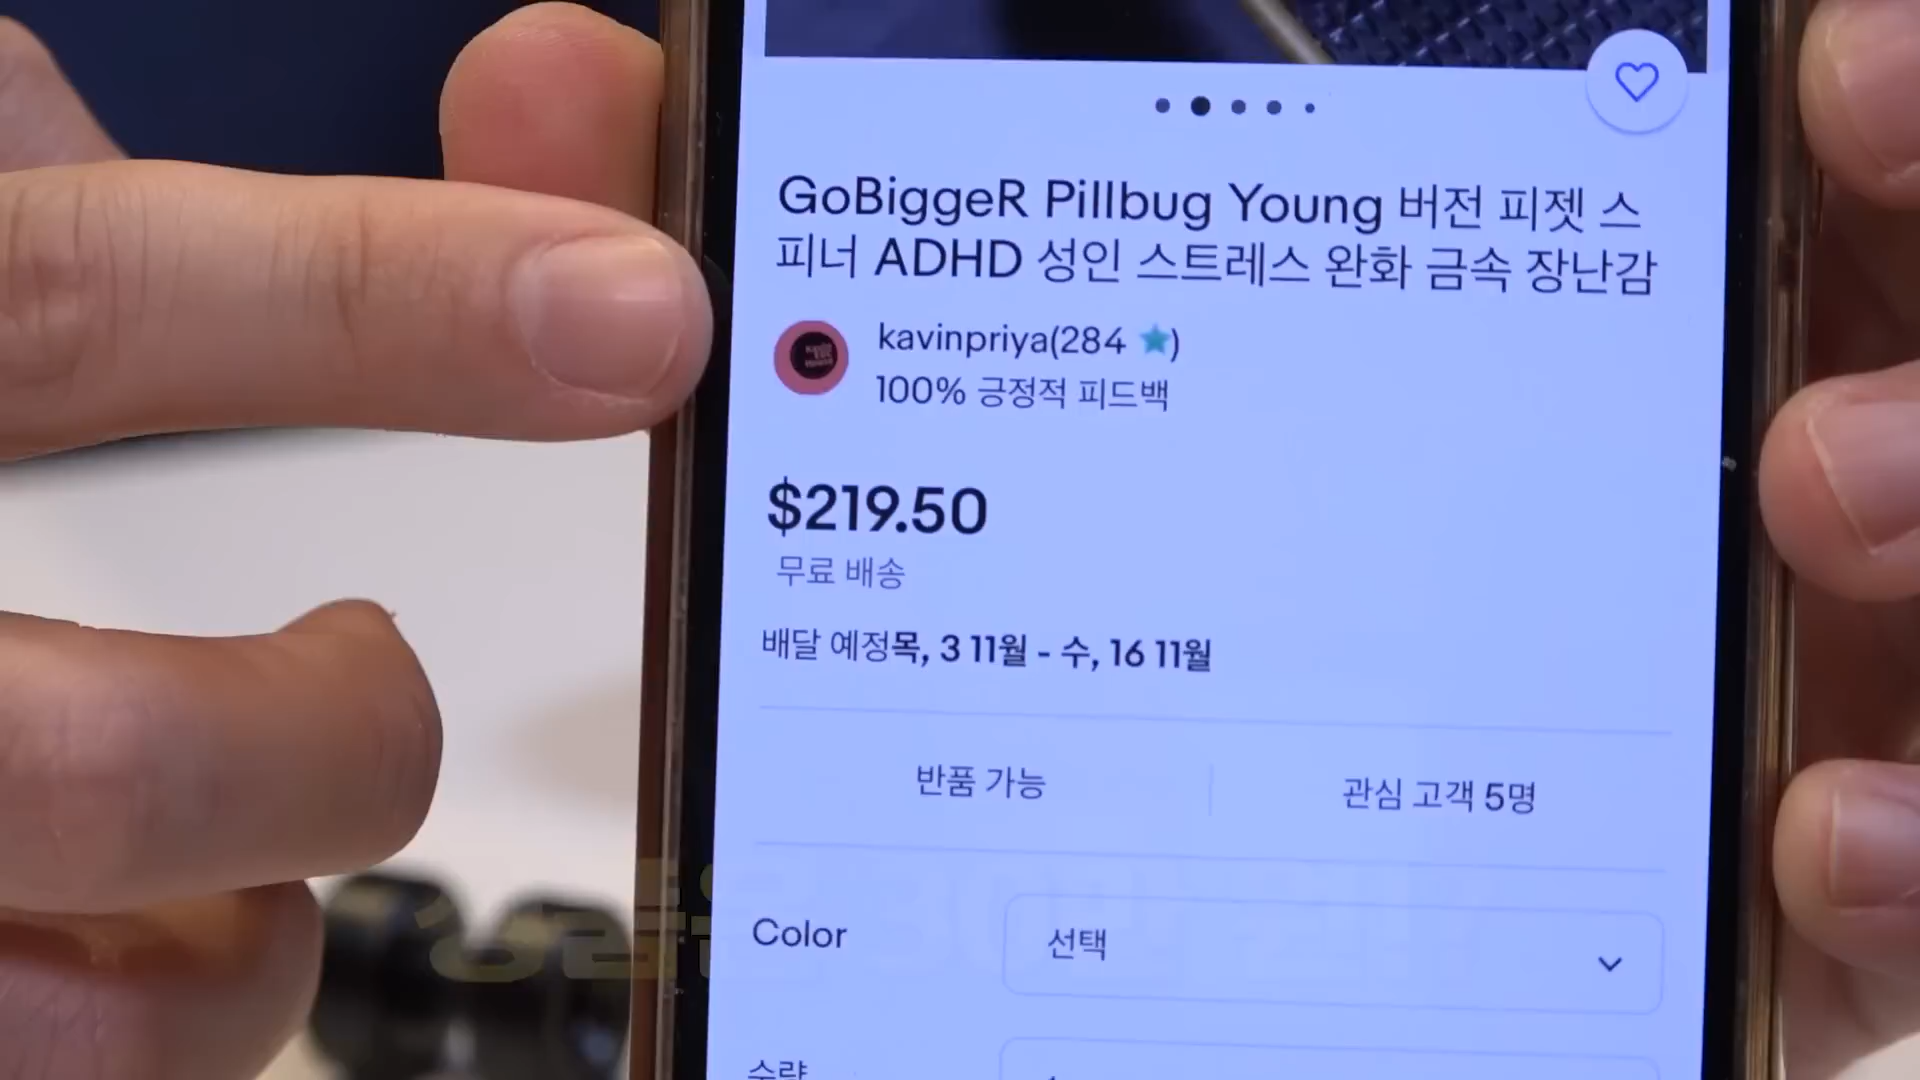 GoBiggeR Pillbug Young 버전 피젯 스
피너 ADHD 성인 스트레스 완화 금속 장난감
kavinpriya(284 ★)
100% 긍정적 피드백
$219.50
무료 배송
배달 예정목, 3 11월 - 수, 16 11월
반품 가능
관심 고객 5명
Color
선택
수량